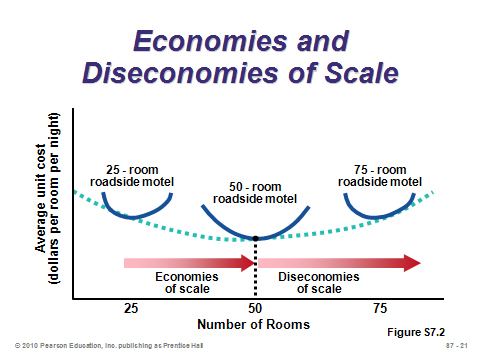 Economies and
Diseconomies of Scale
Average unit cost
(dollars per room per night)
25 - room
roadside motel
50 - room
roadside motel
75 - room
roadside motel
Economies
of scale
Diseconomies
of scale
25
50
75
Number of Rooms
Figure S7.2
© 2010 Pearson Education, Inc. publishing as Prentice Hall
S7 - 21